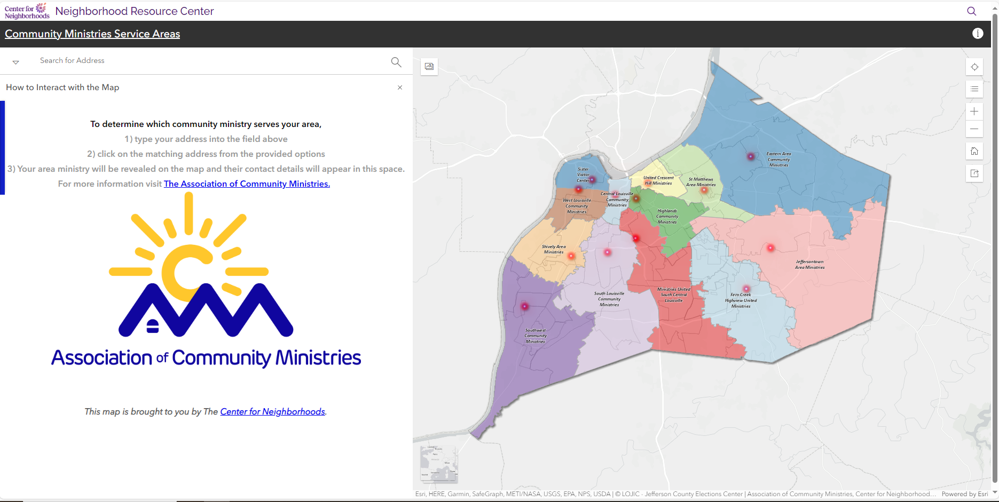 Center for
Neighborhoods
Neighborhood Resource Center
Community Ministries Service Areas
Search for Address
How to Interact with the Map
To determine which community ministry serves your area,
1) type your address into the field above
2) click on the matching address from the provided options
3) Your area ministry will be revealed on the map and their contact details will appear in this space.
For more information visit The Association of Community Ministries.
Association of Community Ministries
This map is brought to you by The Center for Neighborhoods.
Eastern Area
Community
Ministries
Sister
Visitor
Center
United Crescent
Hill Ministries
St Matthews
Area Ministries
Central Louisville
Community
Ministries
West Louisville
Community
Ministries
Highlands
Community
Ministries
Shively Area
Ministries
Jeffersontown
Area Ministries
South Louisville
Community
Ministries
Ministries United
South Central
Louisville
Fern Creek
Highview United
Ministries
Southwest
Community
Ministries
Esri, HERE, Garmin, SafeGraph, METI/NASA, USGS, EPA, NPS, USDA | © LOJIC - Jefferson County Elections Center | Association of Community Ministries, Center for Neighborhood... Powered by Esri